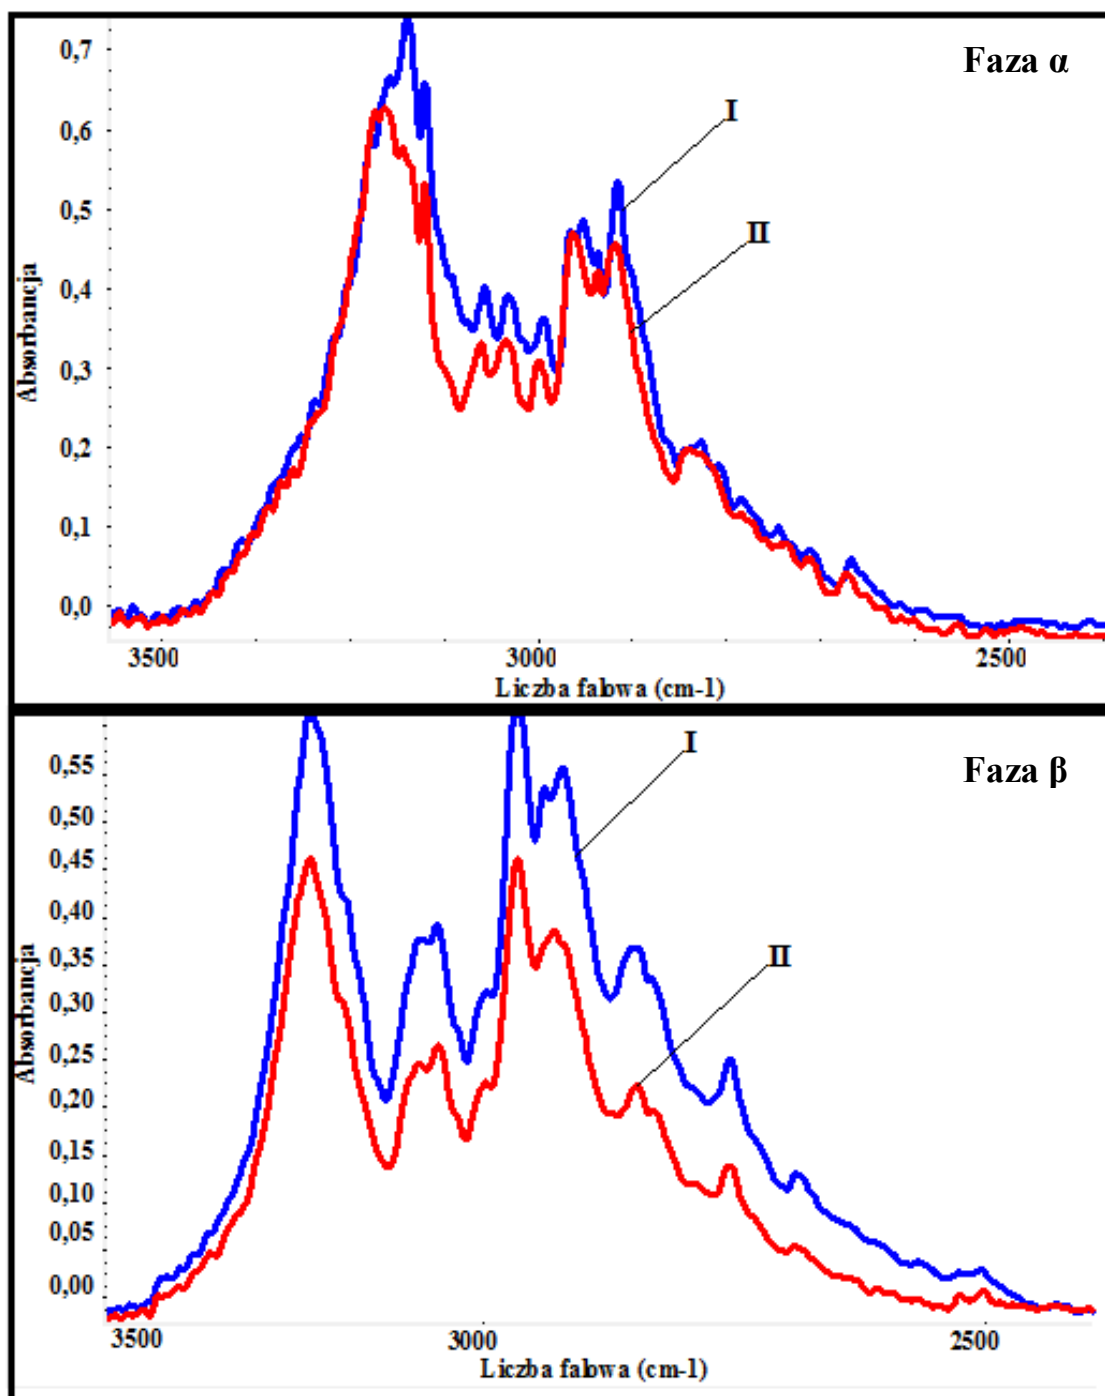 Faza α
0,7
0,6
0,5
0,4
0,3
0,2
0,1
0,0
Absorbancja
I
II
3500 3000 2500
Liczba falowa (cm-1)
Faza β
0,55
0,50
0,45
0,40
0,35
0,30
0,25
0,20
0,15
0,10
0,05
0,00
Absorbancja
I
II
3500 3000 2500
Liczba falowa (cm-1)